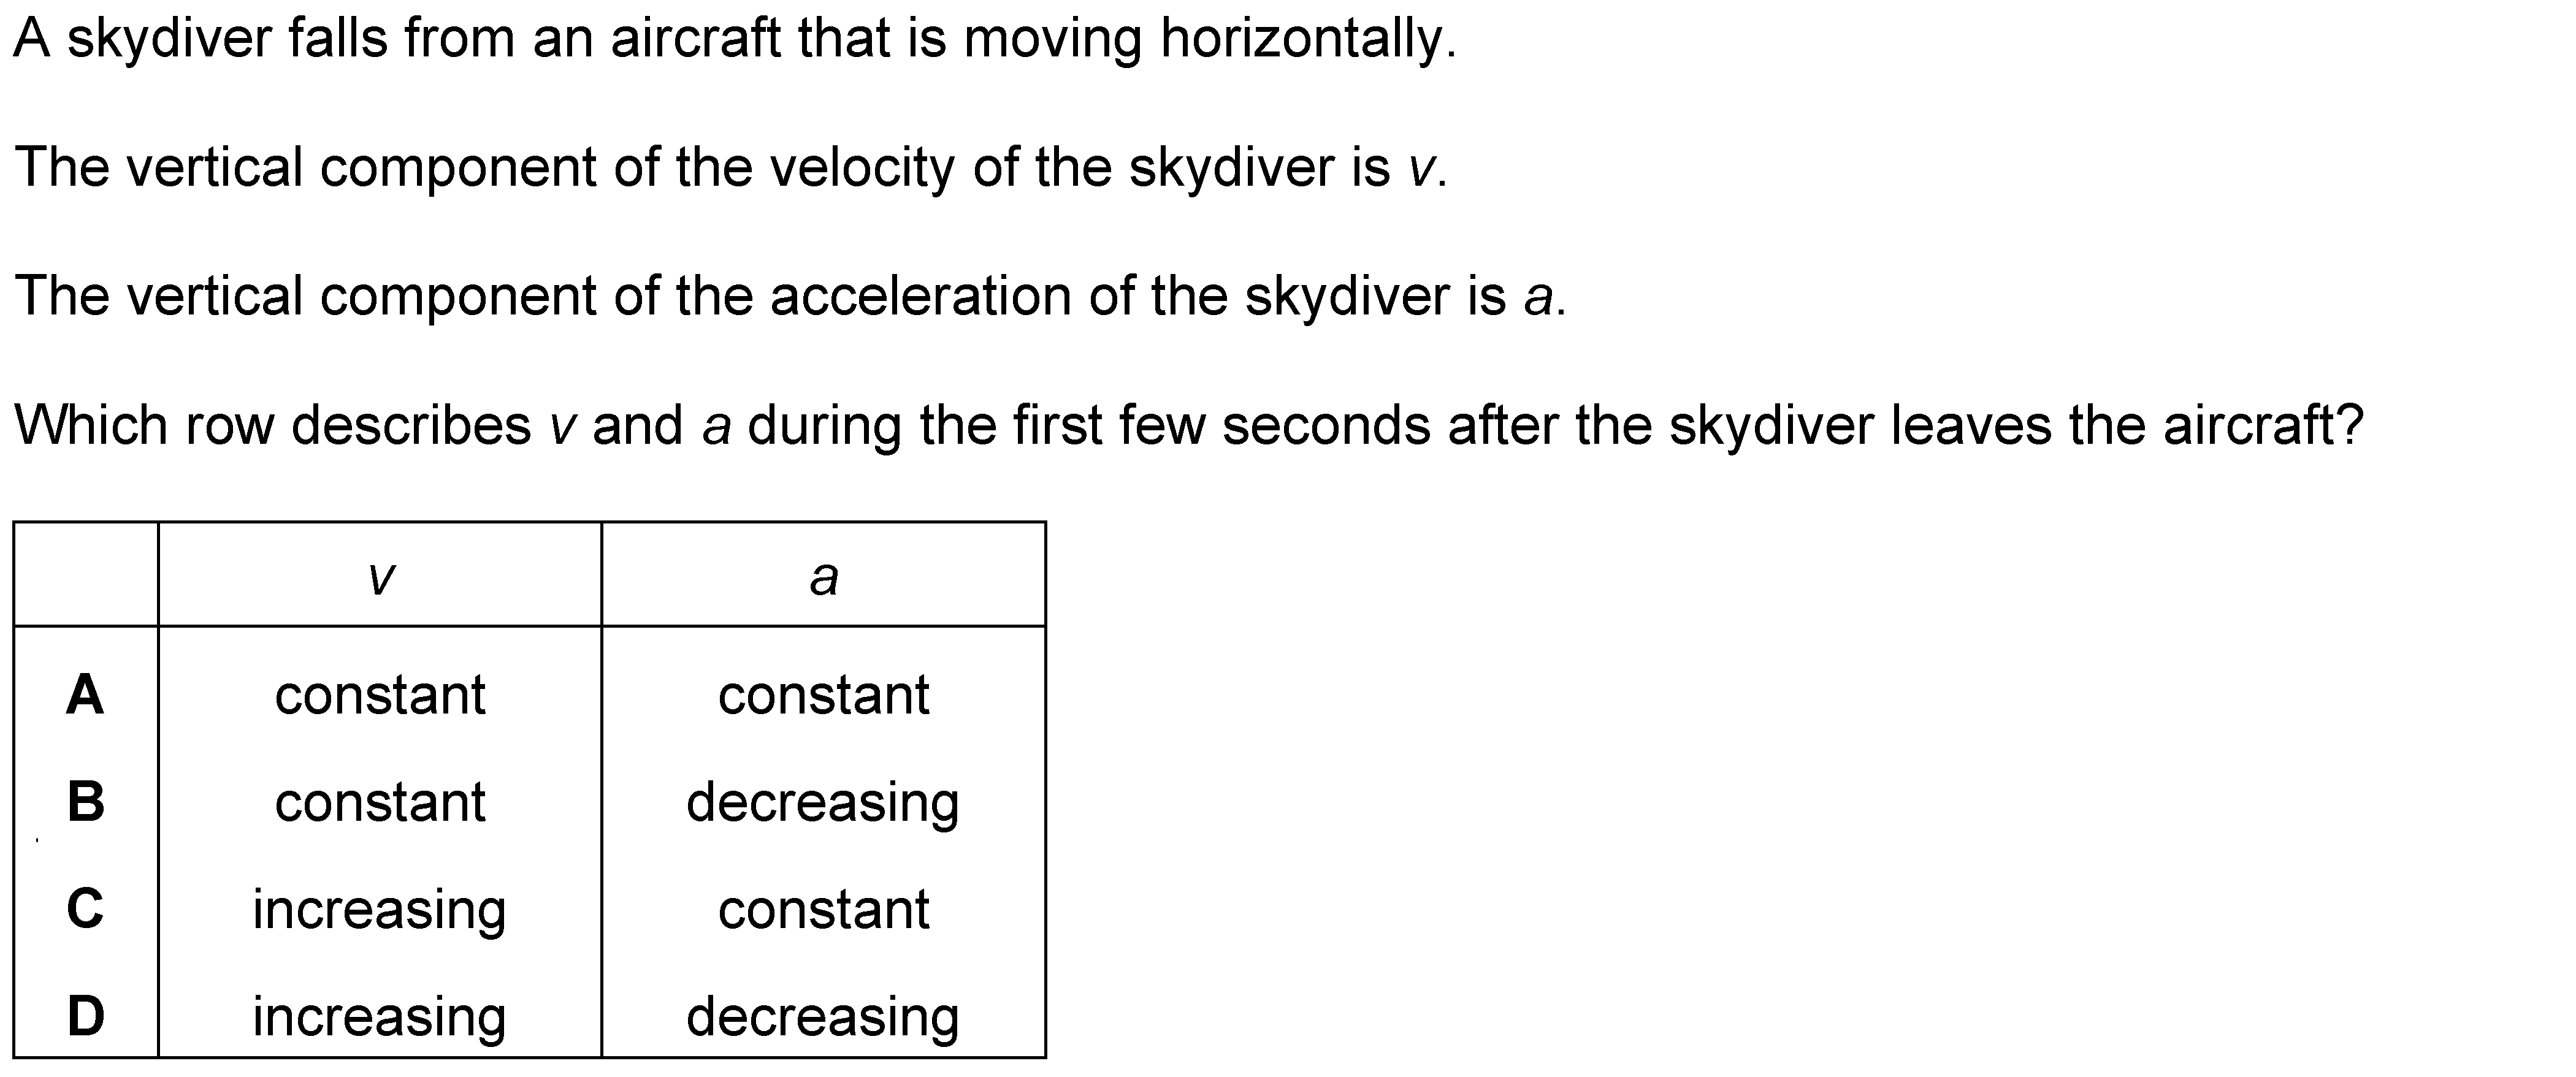 A skydiver falls from an aircraft that is moving horizontally.
The vertical component of the velocity of the skydiver is v.
The vertical component of the acceleration of the skydiver is a.
Which row describes v and a during the first few seconds after the skydiver leaves the aircraft?
v a
A constant constant
B constant decreasing
C increasing constant
D increasing decreasing